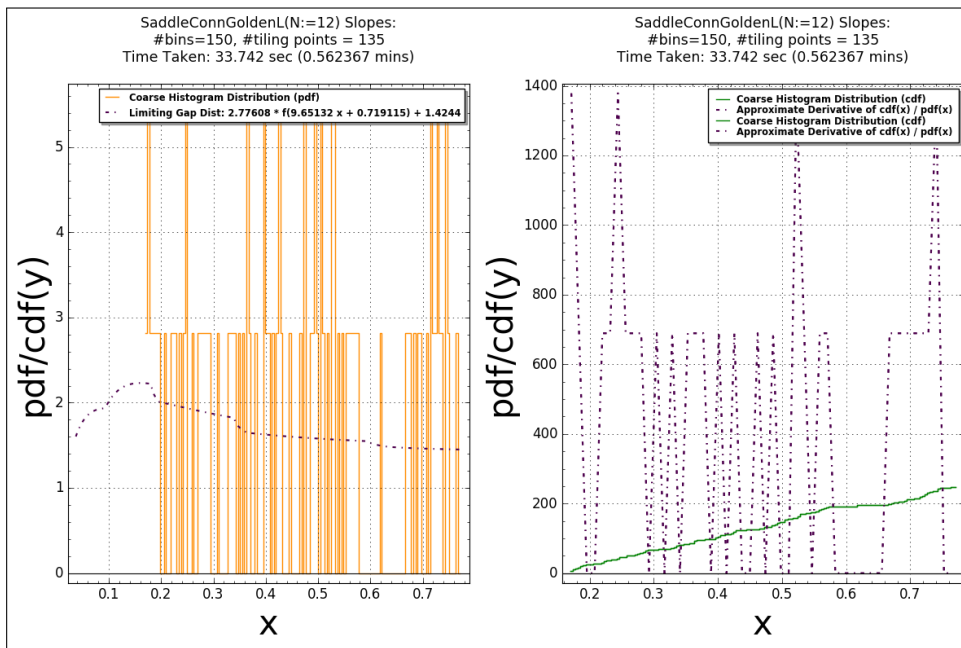 SaddleConnGoldenL(N:=12) Slopes:
#bins=150, #tiling points = 135
Time Taken: 33.742 sec (0.562367 mins)
Coarse Histogram Distribution (pdf)
Limiting Gap Dist: 2.77608 * f(9.65132 x + 0.719115) + 1.4244
pdf/cdf(y)
5
4
3
2
1
0
0.1 0.2 0.3 0.4 0.5 0.6 0.7
x
SaddleConnGoldenL(N:=12) Slopes:
#bins=150, #tiling points = 135
Time Taken: 33.742 sec (0.562367 mins)
Coarse Histogram Distribution (cdf)
Approximate Derivative of cdf(x) / pdf(x)
Coarse Histogram Distribution (cdf)
Approximate Derivative of cdf(x) / pdf(x)
pdf/cdf(y)
1400
1200
1000
800
600
400
200
0
0.2 0.3 0.4 0.5 0.6 0.7
x